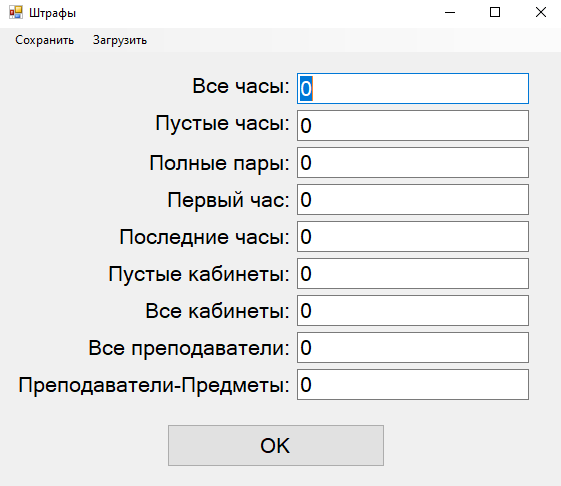 Штрафы
Сохранить Загрузить
Все часы: 0
Пустые часы: 0
Полные пары: 0
Первый час: 0
Последние часы: 0
Пустые кабинеты: 0
Все кабинеты: 0
Все преподаватели: 0
Преподаватели-Предметы: 0
OK